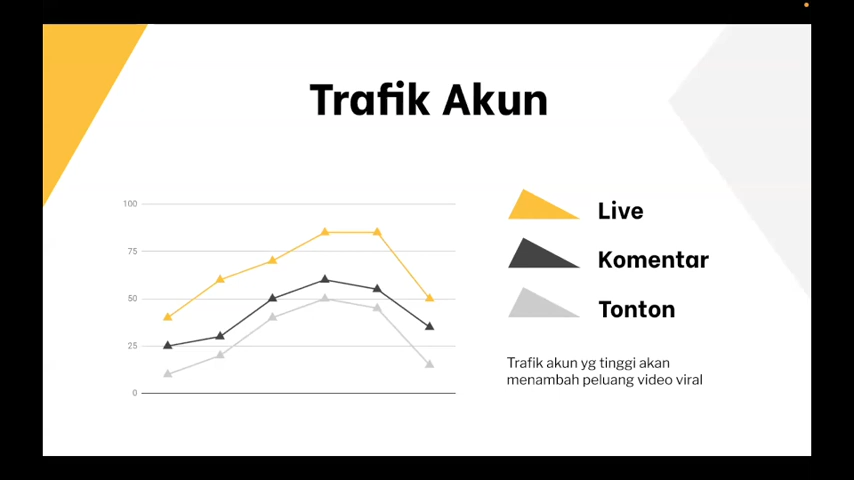 Trafik Akun
100
75
50
25
0
Live
Komentar
Tonton
Trafik akun yg tinggi akan
menambah peluang video viral